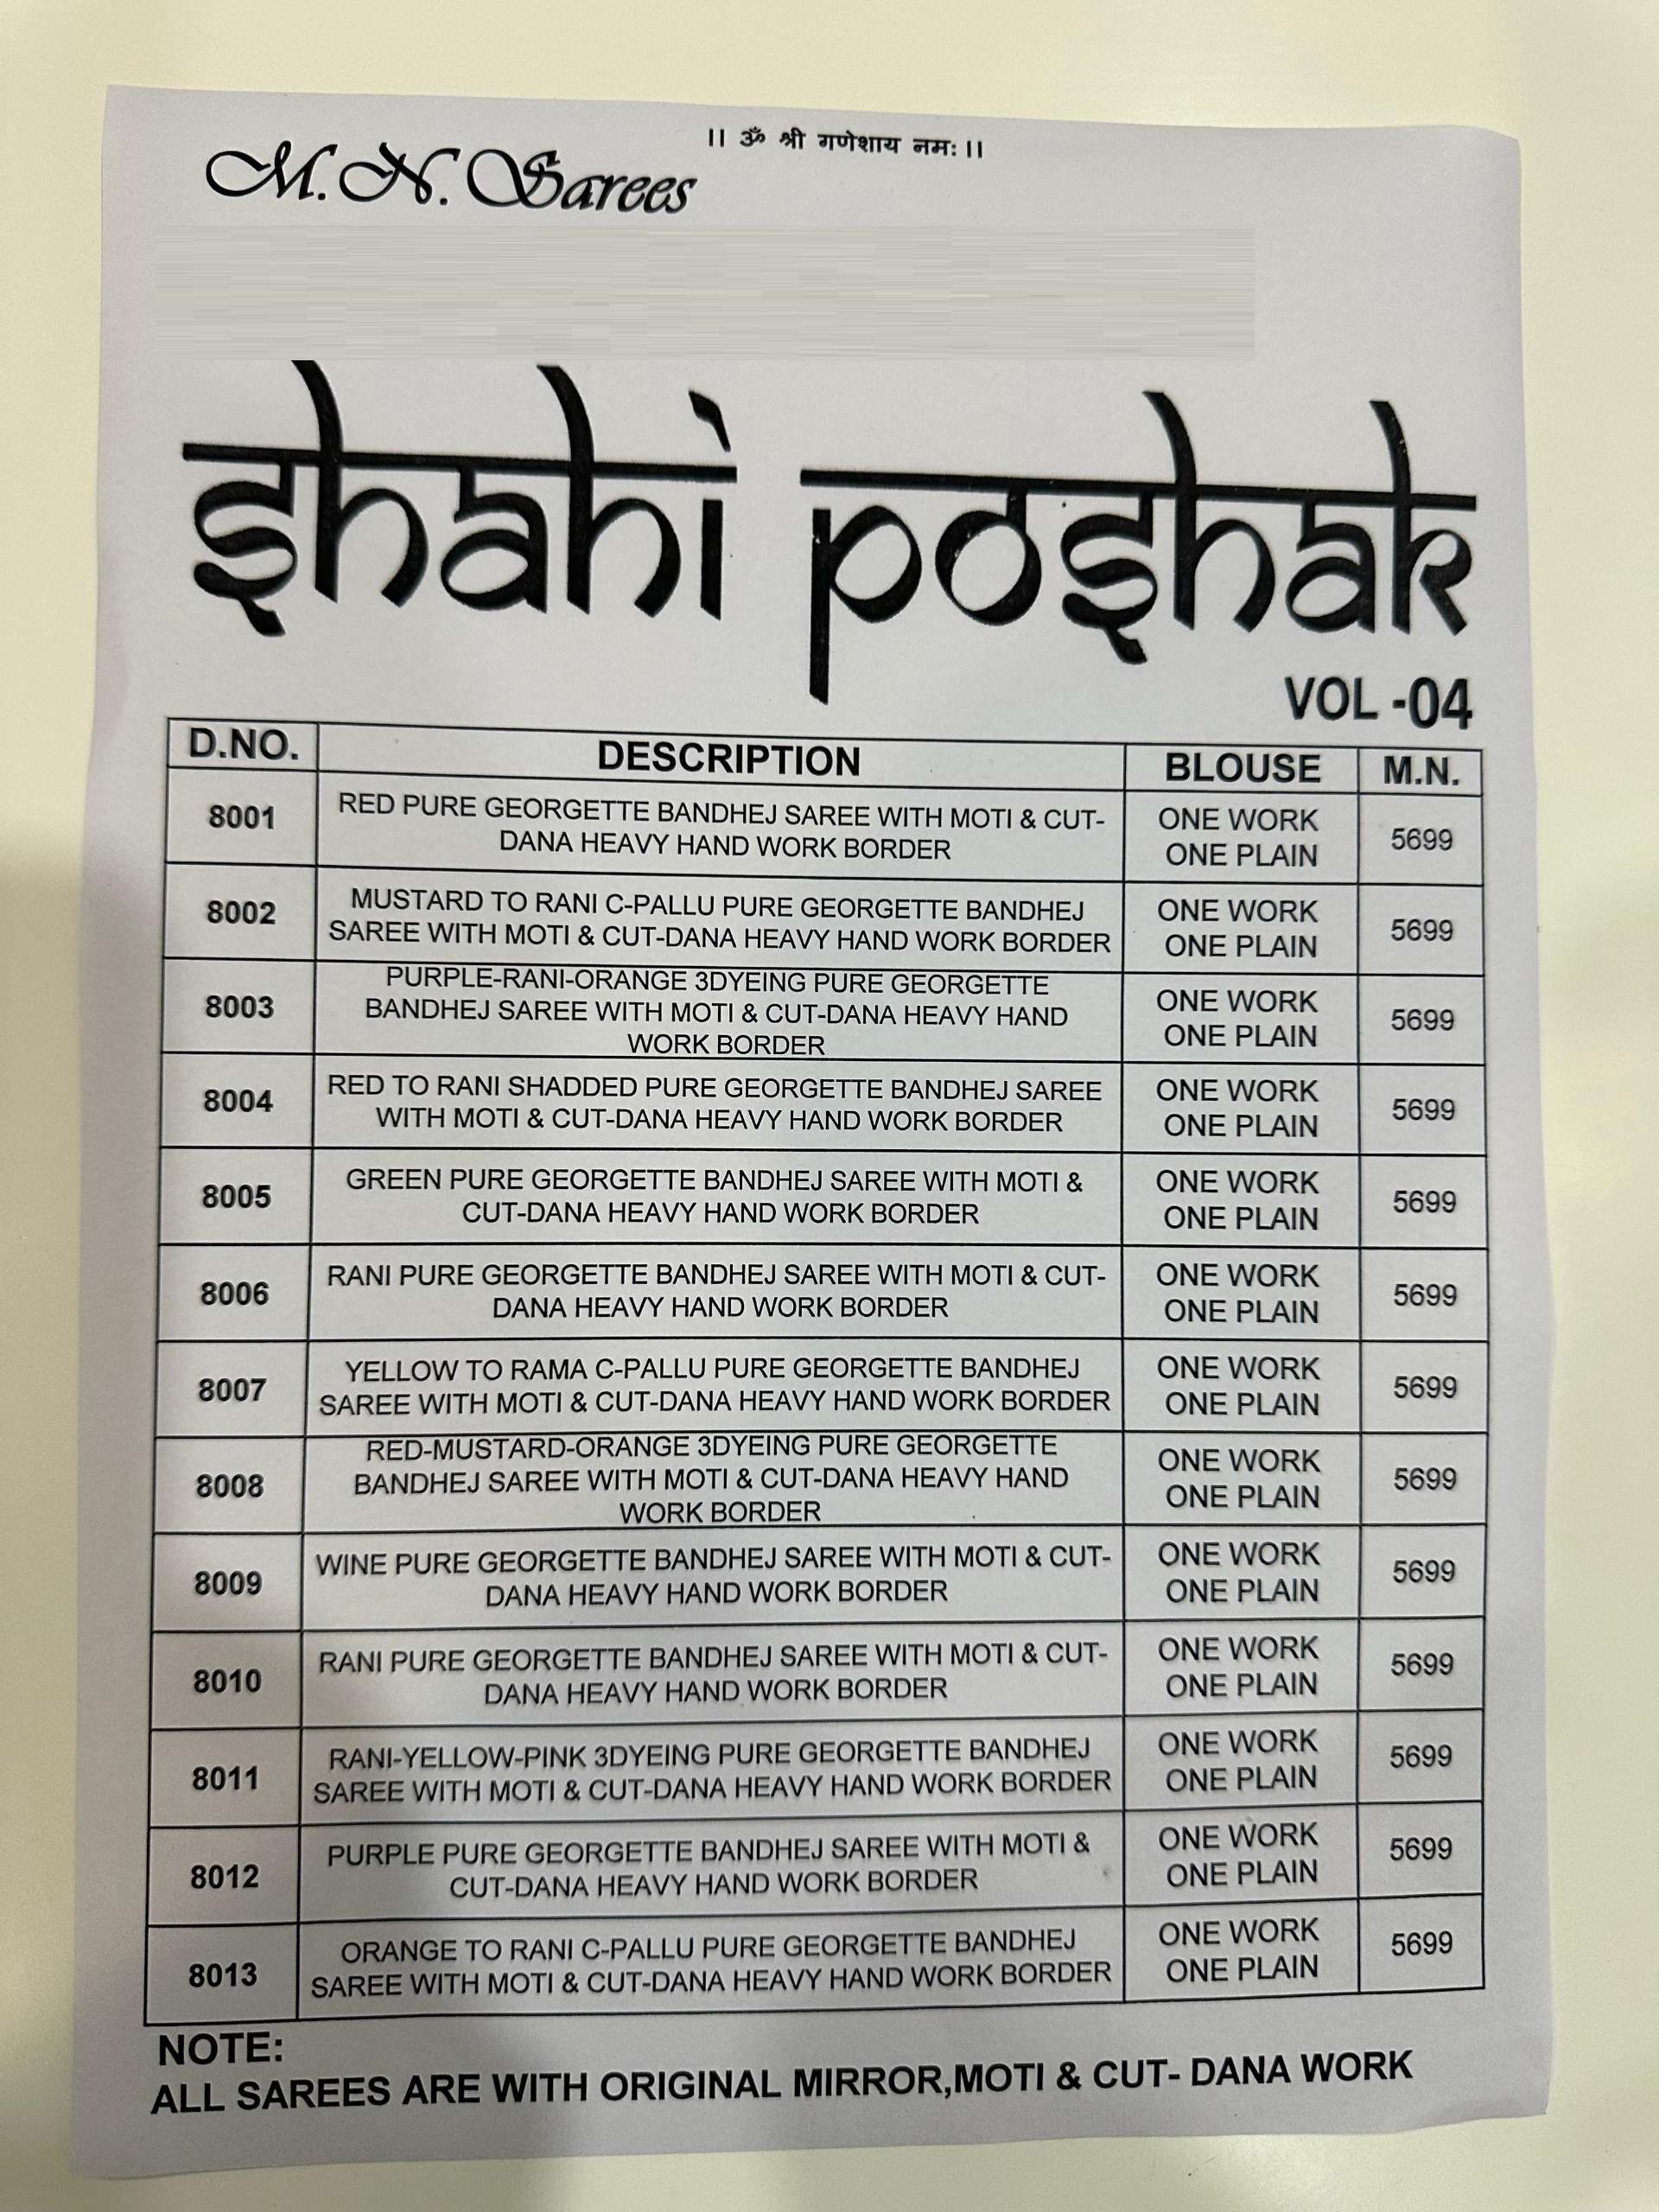 || ॐ श्री गणेशाय नमः ||
M. N. Sarees
shahi poshak
VOL -04
D.NO. DESCRIPTION BLOUSE M.N.
8001 RED PURE GEORGETTE BANDHEJ SAREE WITH MOTI & CUT-
DANA HEAVY HAND WORK BORDER
ONE WORK
ONE PLAIN
5699
8002 MUSTARD TO RANI C-PALLU PURE GEORGETTE BANDHEJ
SAREE WITH MOTI & CUT-DANA HEAVY HAND WORK BORDER
ONE WORK
ONE PLAIN
5699
8003 PURPLE-RANI-ORANGE 3DYEING PURE GEORGETTE
BANDHEJ SAREE WITH MOTI & CUT-DANA HEAVY HAND
WORK BORDER
ONE WORK
ONE PLAIN
5699
8004 RED TO RANI SHADDED PURE GEORGETTE BANDHEJ SAREE
WITH MOTI & CUT-DANA HEAVY HAND WORK BORDER
ONE WORK
ONE PLAIN
5699
8005 GREEN PURE GEORGETTE BANDHEJ SAREE WITH MOTI &
CUT-DANA HEAVY HAND WORK BORDER
ONE WORK
ONE PLAIN
5699
8006 RANI PURE GEORGETTE BANDHEJ SAREE WITH MOTI & CUT-
DANA HEAVY HAND WORK BORDER
ONE WORK
ONE PLAIN
5699
8007 YELLOW TO RAMA C-PALLU PURE GEORGETTE BANDHEJ
SAREE WITH MOTI & CUT-DANA HEAVY HAND WORK BORDER
ONE WORK
ONE PLAIN
5699
8008 RED-MUSTARD-ORANGE 3DYEING PURE GEORGETTE
BANDHEJ SAREE WITH MOTI & CUT-DANA HEAVY HAND
WORK BORDER
ONE WORK
ONE PLAIN
5699
8009 WINE PURE GEORGETTE BANDHEJ SAREE WITH MOTI & CUT-
DANA HEAVY HAND WORK BORDER
ONE WORK
ONE PLAIN
5699
8010 RANI PURE GEORGETTE BANDHEJ SAREE WITH MOTI & CUT-
DANA HEAVY HAND WORK BORDER
ONE WORK
ONE PLAIN
5699
8011 RANI-YELLOW-PINK 3DYEING PURE GEORGETTE BANDHEJ
SAREE WITH MOTI & CUT-DANA HEAVY HAND WORK BORDER
ONE WORK
ONE PLAIN
5699
8012 PURPLE PURE GEORGETTE BANDHEJ SAREE WITH MOTI &
CUT-DANA HEAVY HAND WORK BORDER
ONE WORK
ONE PLAIN
5699
8013 ORANGE TO RANI C-PALLU PURE GEORGETTE BANDHEJ
SAREE WITH MOTI & CUT-DANA HEAVY HAND WORK BORDER
ONE WORK
ONE PLAIN
5699
NOTE:
ALL SAREES ARE WITH ORIGINAL MIRROR,MOTI & CUT- DANA WORK